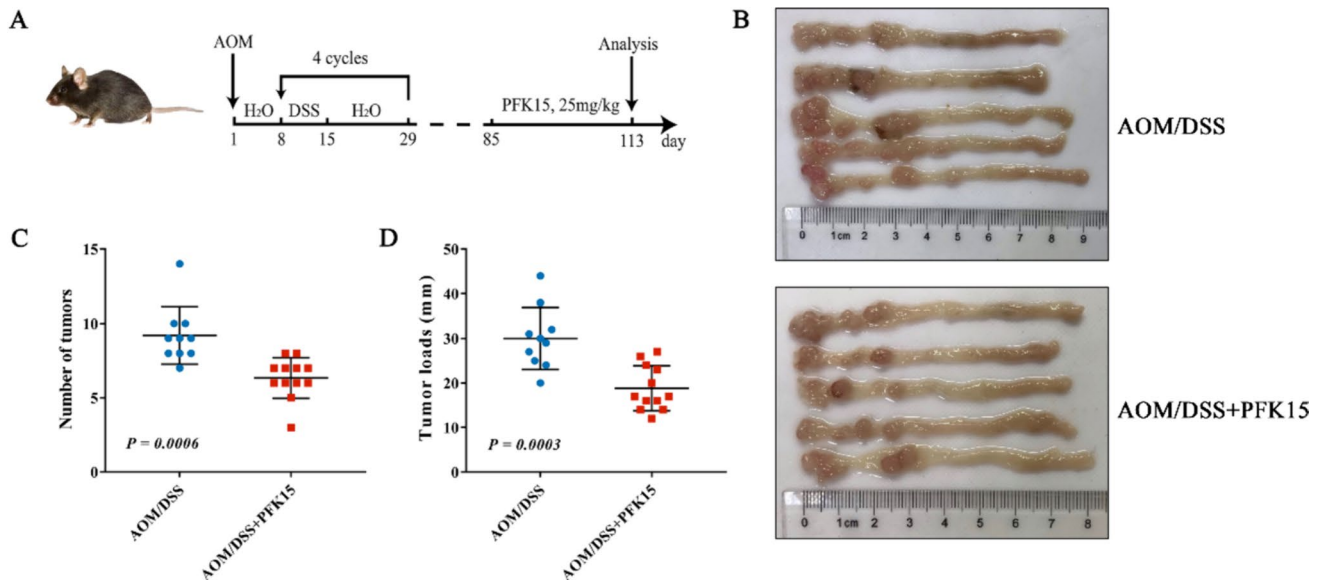 A
AOM
4 cycles
Analysis
H₂O
DSS
H₂O
PFK15, 25mg/kg
1
8
15
29
85
113
day
B
AOM/DSS
0 1cm 2 3 4 5 6 7 8 9
AOM/DSS+PFK15
0 1cm 2 3 4 5 6 7 8
C
Number of tumors
15
10
5
0
P = 0.0006
AOM/DSS
AOM/DSS+PFK15
D
Tumor loads (mm)
50
40
30
20
10
0
P = 0.0003
AOM/DSS
AOM/DSS+PFK15